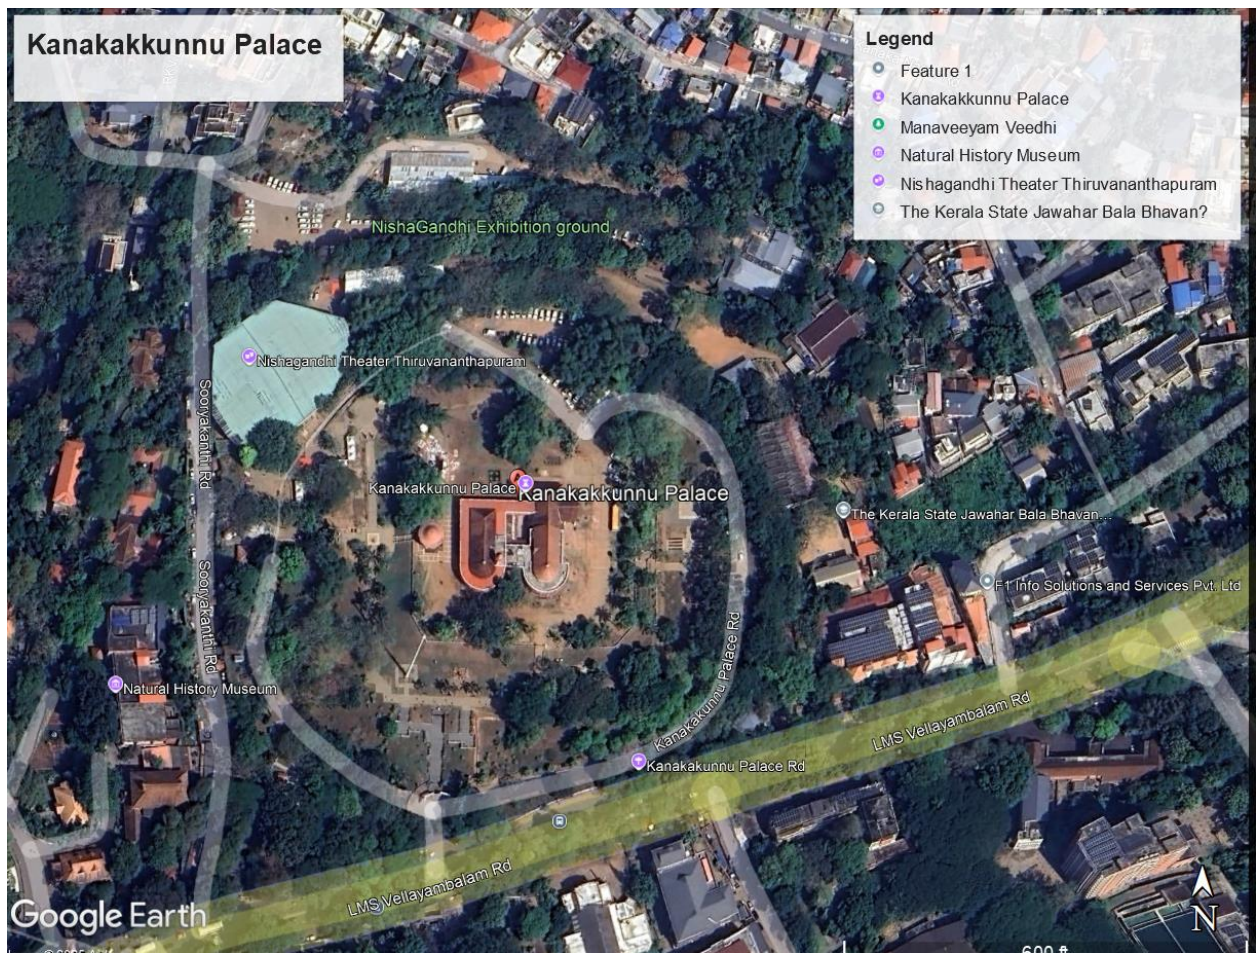 Kanakakkunnu Palace
Legend
Feature 1
Kanakakkunnu Palace
Manaveeyam Veedhi
Natural History Museum
Nishagandhi Theater Thiruvananthapuram
The Kerala State Jawahar Bala Bhavan?
NishaGandhi Exhibition ground
Nishagandhi Theater Thiruvananthapuram
Sooryakanthi Rd
Kanakakkunnu Palace
Kanakakkunnu Palace
The Kerala State Jawahar Bala Bhavan...
F1 Info Solutions and Services Pvt. Ltd
Sooryakanthi Rd
Natural History Museum
Kanakakunnu Palace Rd
LMS Vellayambalam Rd
Kanakakunnu Palace Rd
LMS Vellayambalam Rd
Google Earth
N
600 ft